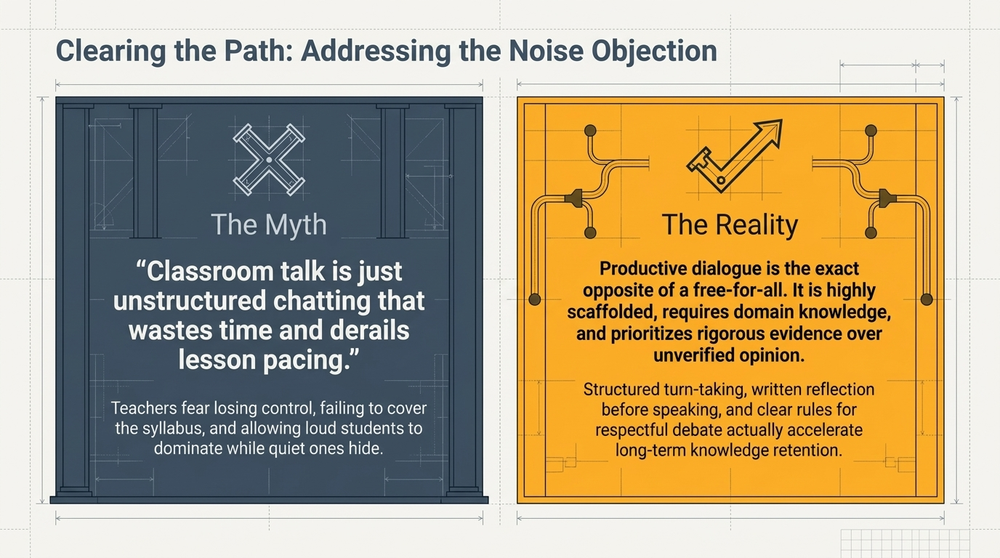 Clearing the Path: Addressing the Noise Objection
The Myth
“Classroom talk is just
unstructured chatting that
wastes time and derails
lesson pacing.”
Teachers fear losing control, failing to cover
the syllabus, and allowing loud students to
dominate while quiet ones hide.
The Reality
Productive dialogue is the exact
opposite of a free-for-all. It is highly
scaffolded, requires domain knowledge,
and prioritizes rigorous evidence over
unverified opinion.
Structured turn-taking, written reflection
before speaking, and clear rules for
respectful debate actually accelerate
long-term knowledge retention.